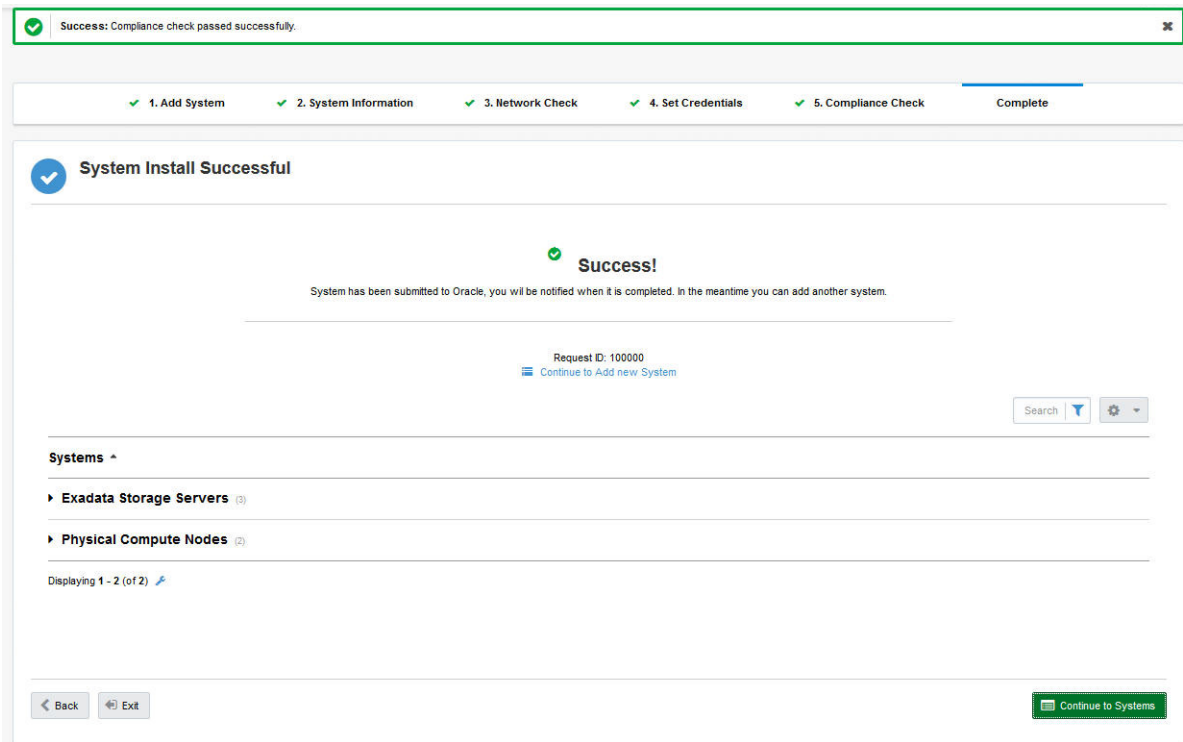 Success: Compliance check passed successfully.
1. Add System 2. System Information 3. Network Check 4. Set Credentials 5. Compliance Check Complete
System Install Successful
Success!
System has been submitted to Oracle, you wil be notified when it is completed. In the meantime you can add another system.
Request ID: 100000
Continue to Add new System
Search
Systems
Exadata Storage Servers (3)
Physical Compute Nodes (2)
Displaying 1 - 2 (of 2)
Back Exit Continue to Systems